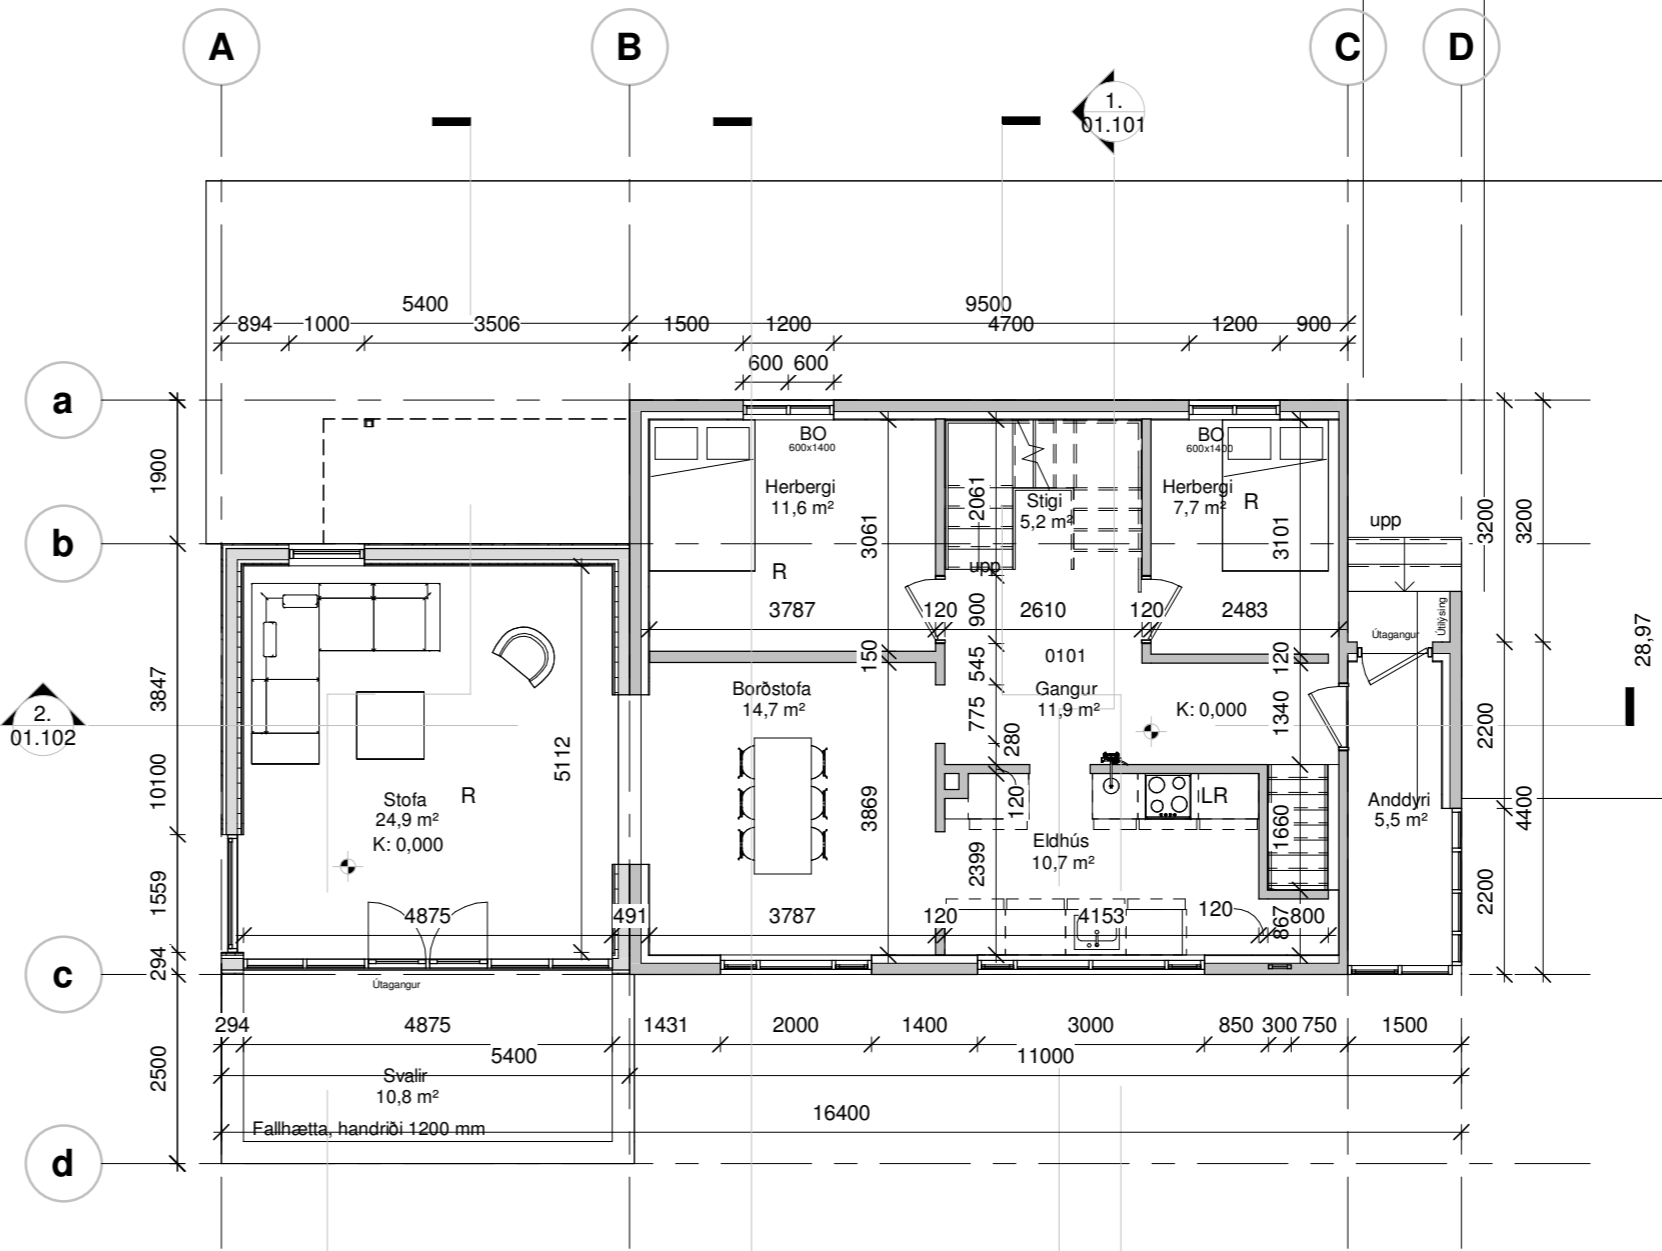 A
B
C
D
1.
01.101
5400
9500
894
1000
3506
1500
1200
4700
1200
900
600
600
a
BO
600x1400
BO
600x1400
1900
Herbergi
11,6 m²
2061
Stigi
5,2 m²
Herbergi
7,7 m²
R
upp
3200
3200
b
3061
3101
R
upp
3787
120
900
2610
120
2483
Útagangur
Útilýsing
28,97
150
545
0101
120
3847
Borðstofa
14,7 m²
Gangur
11,9 m²
K: 0,000
775
280
1340
2200
2.
01.102
5112
10100
Stofa
24,9 m²
K: 0,000
R
3869
120
LR
1660
Anddyri
5,5 m²
4400
Eldhús
10,7 m²
2399
1559
4875
491
3787
120
4153
120
867
800
2200
294
c
Útagangur
294
4875
1431
2000
1400
3000
850
300
750
1500
5400
11000
2500
Svalir
10,8 m²
16400
Fallhætta, handriði 1200 mm
d